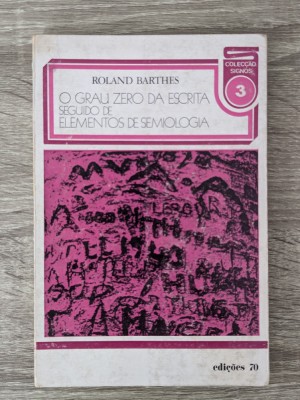 COLECÇÃO
SIGNOS
3
ROLAND BARTHES
O GRAU ZERO DA ESCRITA
SEGUIDO DE
ELEMENTOS DE SEMIOLOGIA
edições 70